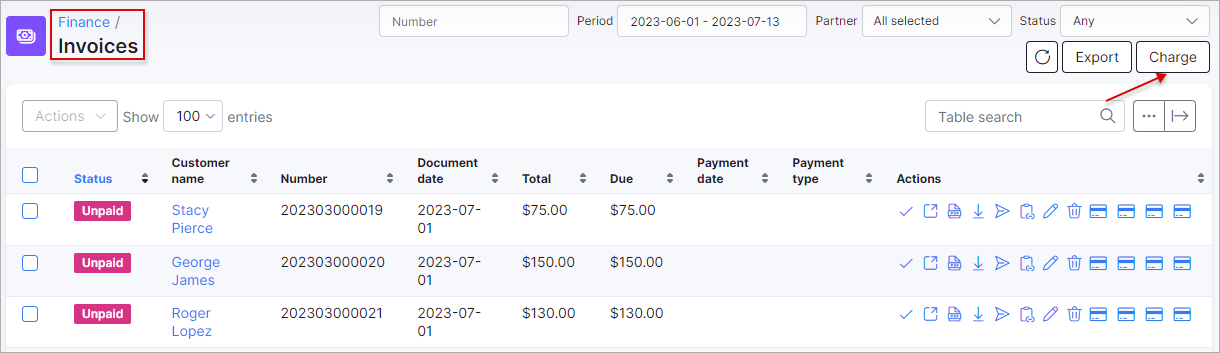 Finance /
Invoices
Number
Period
2023-06-01 - 2023-07-13
Partner
All selected
Status
Any
Export
Charge
Actions
Show
100
entries
Table search
Status
Customer
name
Number
Document
date
Total
Due
Payment
date
Payment
type
Actions
Unpaid
Stacy
Pierce
202303000019
2023-07-
01
$75.00
$75.00
PDF
Unpaid
George
James
202303000020
2023-07-
01
$150.00
$150.00
PDF
Unpaid
Roger
Lopez
202303000021
2023-07-
01
$130.00
$130.00
PDF